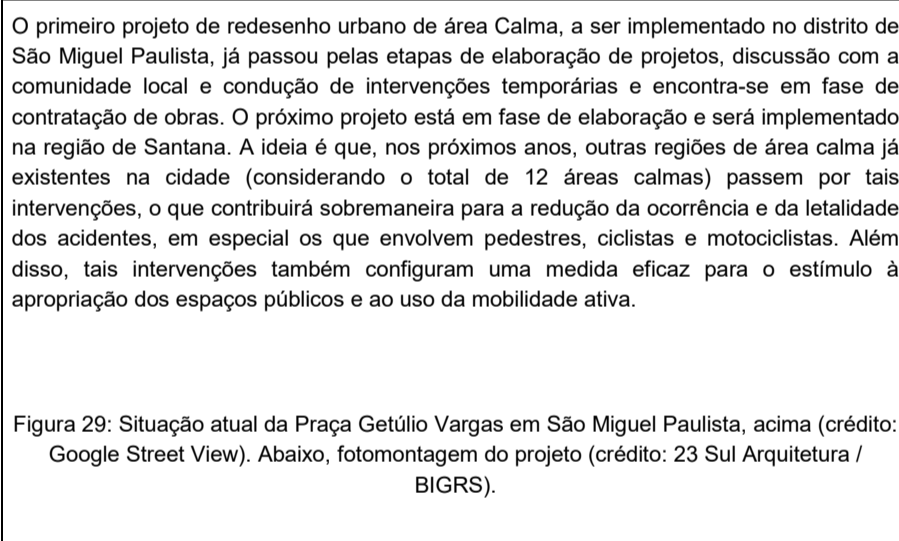 O primeiro projeto de redesenho urbano de área Calma, a ser implementado no distrito de
São Miguel Paulista, já passou pelas etapas de elaboração de projetos, discussão com a
comunidade local e condução de intervenções temporárias e encontra-se em fase de
contratação de obras. O próximo projeto está em fase de elaboração e será implementado
na região de Santana. A ideia é que, nos próximos anos, outras regiões de área calma já
existentes na cidade (considerando o total de 12 áreas calmas) passem por tais
intervenções, o que contribuirá sobremaneira para a redução da ocorrência e da letalidade
dos acidentes, em especial os que envolvem pedestres, ciclistas e motociclistas. Além
disso, tais intervenções também configuram uma medida eficaz para o estímulo à
apropriação dos espaços públicos e ao uso da mobilidade ativa.
Figura 29: Situação atual da Praça Getúlio Vargas em São Miguel Paulista, acima (crédito:
Google Street View). Abaixo, fotomontagem do projeto (crédito: 23 Sul Arquitetura /
BIGRS).